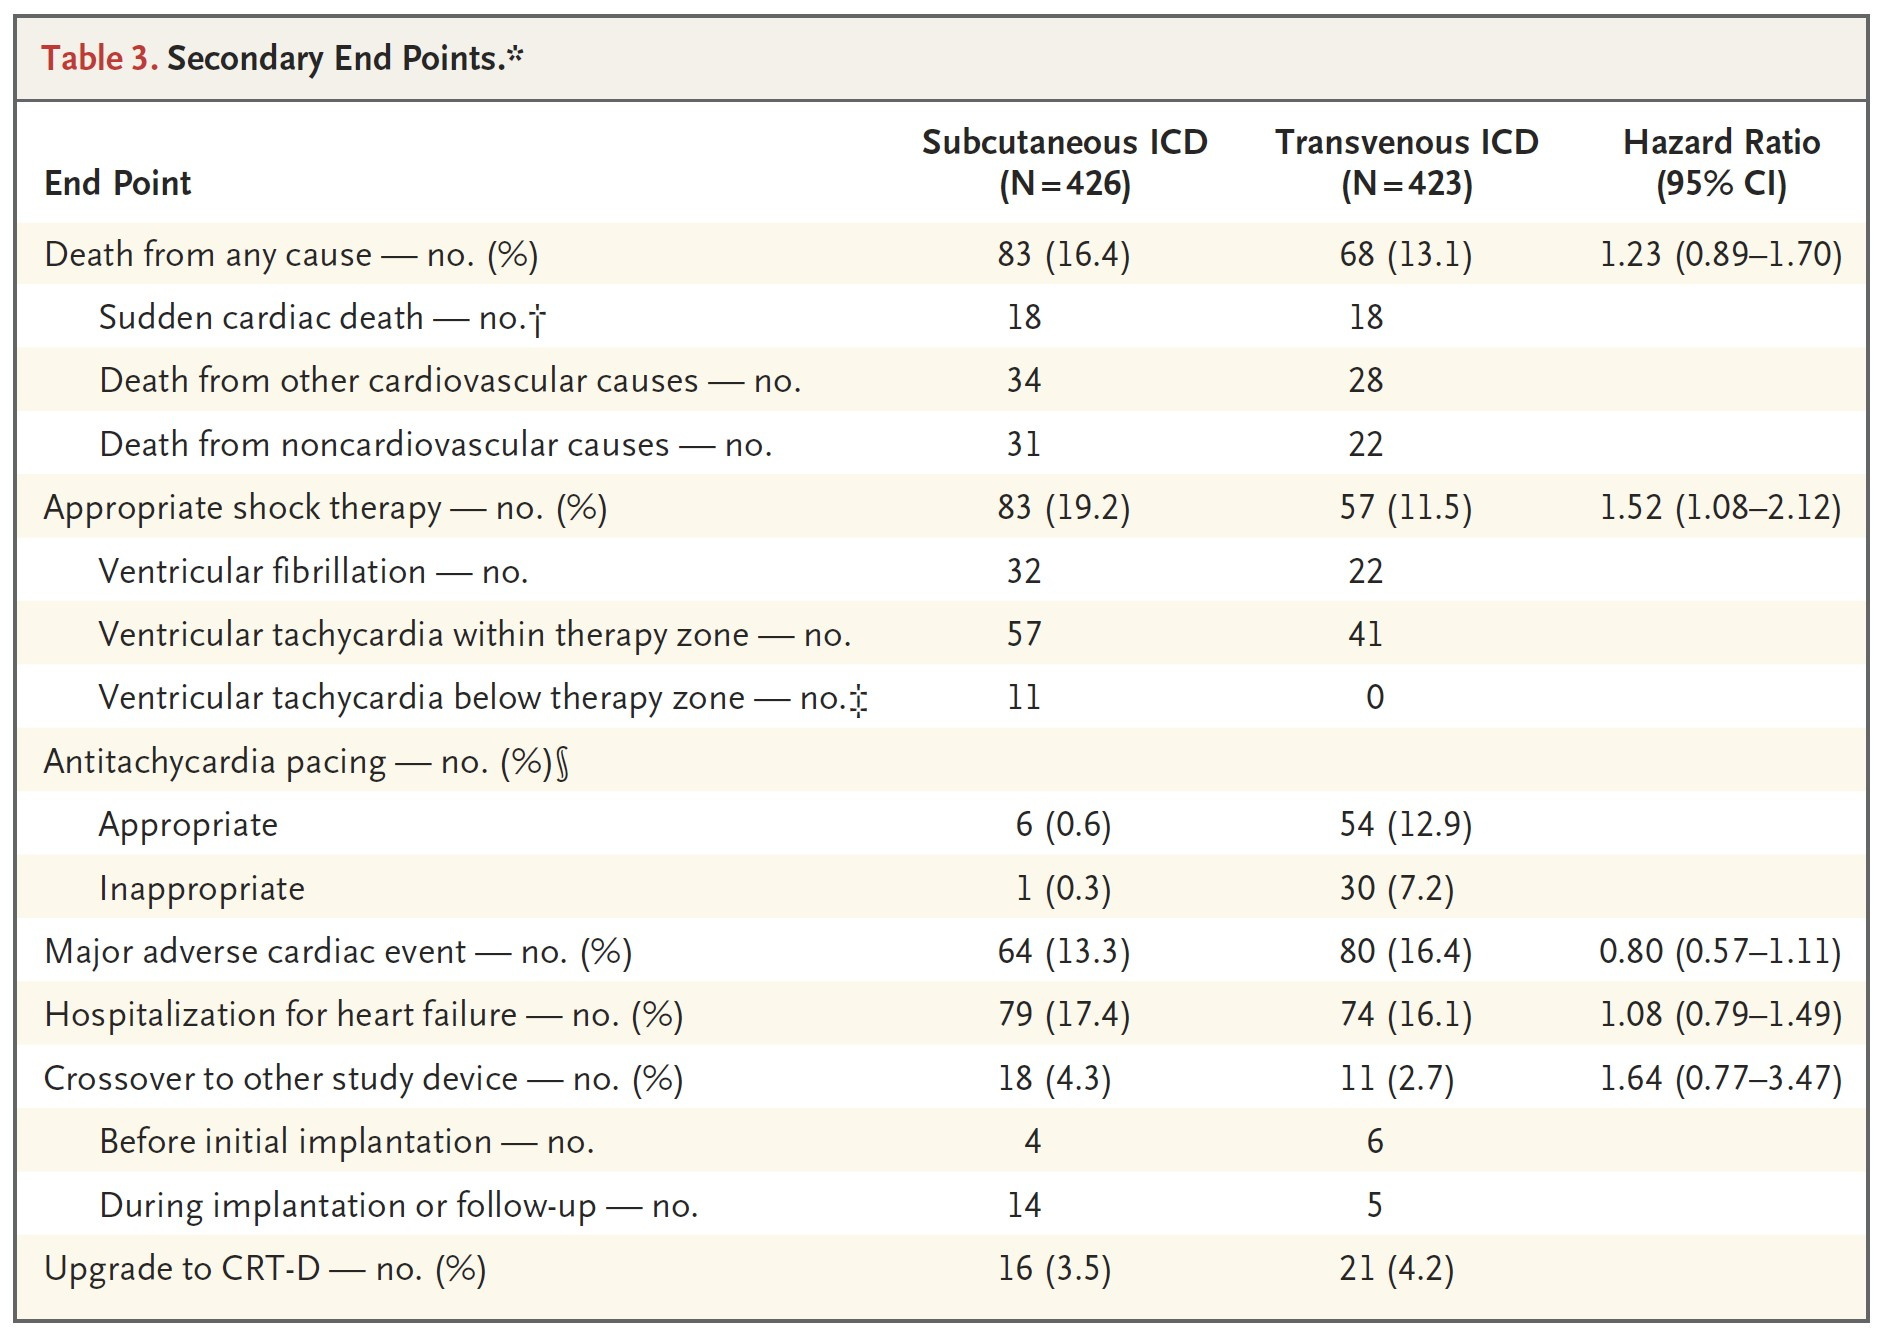 Table 3. Secondary End Points.*
End Point Subcutaneous ICD (N=426) Transvenous ICD (N=423) Hazard Ratio (95% CI)
Death from any cause — no. (%) 83 (16.4) 68 (13.1) 1.23 (0.89–1.70)
Sudden cardiac death — no.† 18 18
Death from other cardiovascular causes — no. 34 28
Death from noncardiovascular causes — no. 31 22
Appropriate shock therapy — no. (%) 83 (19.2) 57 (11.5) 1.52 (1.08–2.12)
Ventricular fibrillation — no. 32 22
Ventricular tachycardia within therapy zone — no. 57 41
Ventricular tachycardia below therapy zone — no.‡ 11 0
Antitachycardia pacing — no. (%)§
Appropriate 6 (0.6) 54 (12.9)
Inappropriate 1 (0.3) 30 (7.2)
Major adverse cardiac event — no. (%) 64 (13.3) 80 (16.4) 0.80 (0.57–1.11)
Hospitalization for heart failure — no. (%) 79 (17.4) 74 (16.1) 1.08 (0.79–1.49)
Crossover to other study device — no. (%) 18 (4.3) 11 (2.7) 1.64 (0.77–3.47)
Before initial implantation — no. 4 6
During implantation or follow-up — no. 14 5
Upgrade to CRT-D — no. (%) 16 (3.5) 21 (4.2)